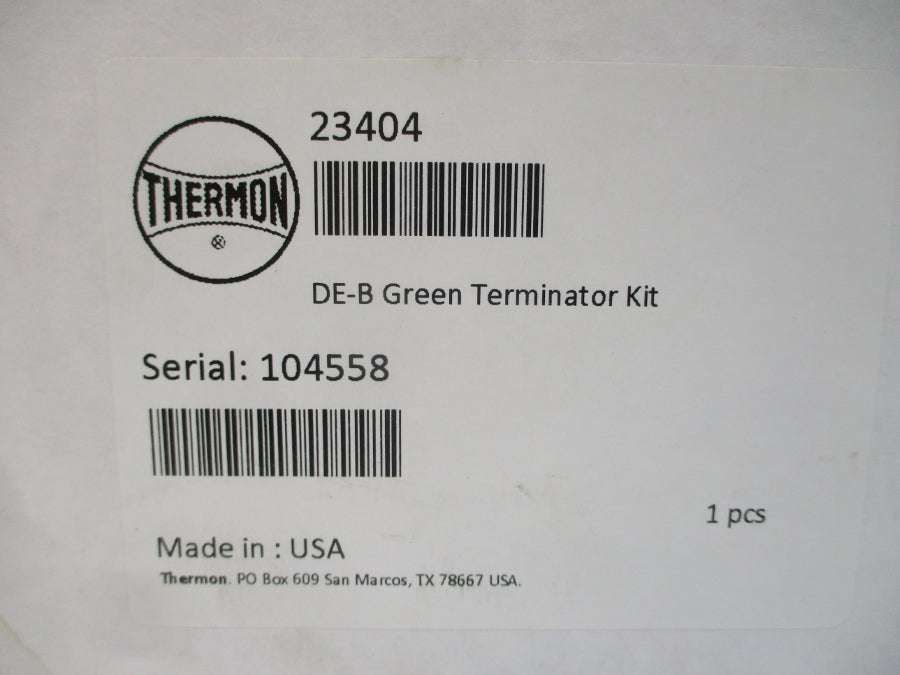 23404
THERMON
®
DE-B Green Terminator Kit
Serial: 104558
1 pcs
Made in : USA
Thermon. PO Box 609 San Marcos, TX 78667 USA.